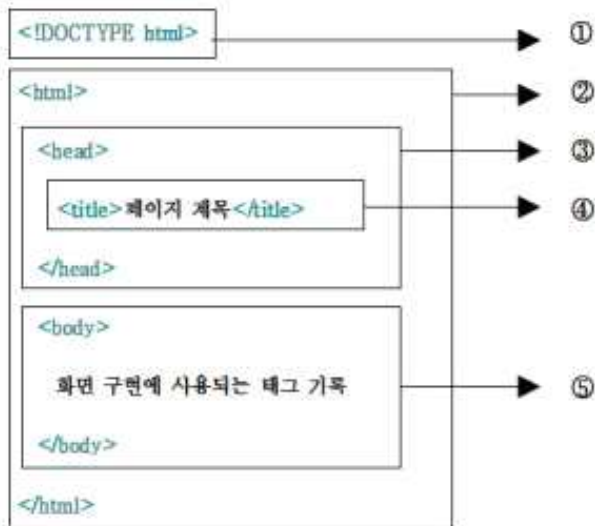 <!DOCTYPE html> ①
<html> ②
<head> ③
<title>페이지 제목</title> ④
</head>
<body>
화면 구현에 사용되는 태그 기록 ⑤
</body>
</html>